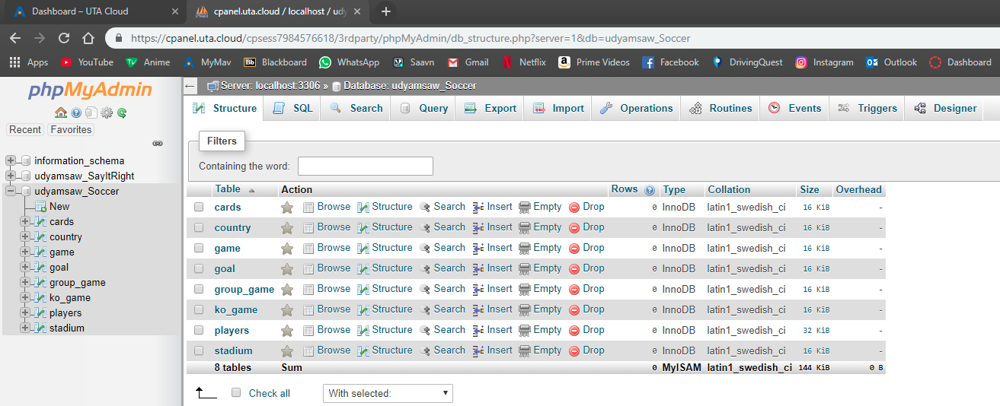 Dashboard – UTA Cloud
cpanel.uta.cloud / localhost / udy
https://cpanel.uta.cloud/cpsess7984576618/3rdparty/phpMyAdmin/db_structure.php?server=1&db=udyamsaw_Soccer
Apps YouTube Anime MyMav Blackboard WhatsApp Saavn Gmail Netflix Prime Videos Facebook DrivingQuest Instagram Outlook Dashboard
phpMyAdmin
Recent Favorites
information_schema
udyamsaw_SayItRight
udyamsaw_Soccer
New
cards
country
game
goal
group_game
ko_game
players
stadium
Server: localhost:3306 » Database: udyamsaw_Soccer
Structure SQL Search Query Export Import Operations Routines Events Triggers Designer
Filters
Containing the word:
Table Action Rows Type Collation Size Overhead
cards Browse Structure Search Insert Empty Drop 0 InnoDB latin1_swedish_ci 16 KiB -
country Browse Structure Search Insert Empty Drop 0 InnoDB latin1_swedish_ci 16 KiB -
game Browse Structure Search Insert Empty Drop 0 InnoDB latin1_swedish_ci 16 KiB -
goal Browse Structure Search Insert Empty Drop 0 InnoDB latin1_swedish_ci 16 KiB -
group_game Browse Structure Search Insert Empty Drop 0 InnoDB latin1_swedish_ci 16 KiB -
ko_game Browse Structure Search Insert Empty Drop 0 InnoDB latin1_swedish_ci 16 KiB -
players Browse Structure Search Insert Empty Drop 0 InnoDB latin1_swedish_ci 32 KiB -
stadium Browse Structure Search Insert Empty Drop 0 InnoDB latin1_swedish_ci 16 KiB -
8 tables Sum 0 MyISAM latin1_swedish_ci 144 KiB 0 B
Check all With selected: